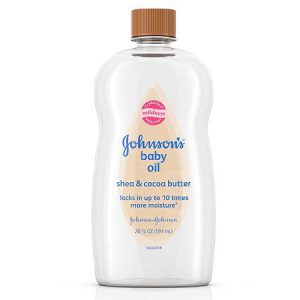 mildness
Johnson's
baby
oil
shea & cocoa butter
locks in up to 10 times
more moisture*
Johnson & Johnson
20 FL OZ (591 mL)